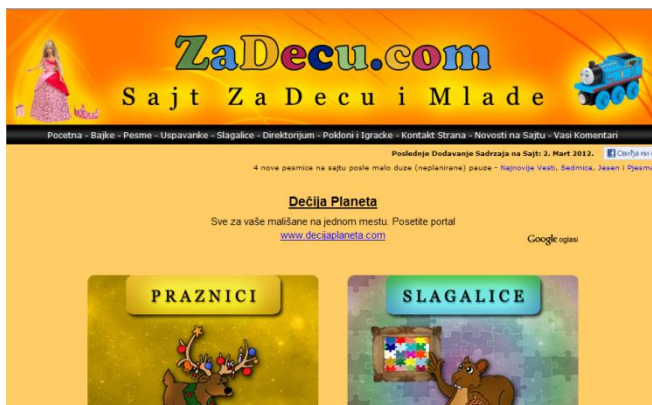 ZaDecu.com
Sajt ZaDecu i Mlade
Pocetna - Bajke - Pesme - Uspavanke - Slagalice - Direktorijum - Pokloni i Igracke - Kontakt Strana - Novosti na Sajtu - Vasi Komentari
Poslednje Dodavanje Sadrzaja na Sajt: 2. Mart 2012.
4 nove pesmice na sajtu posle malo duze (neplanirane) pauze - Najnovije Vesti, Sedmica, Jesen i Pjesma
Dečija Planeta
Sve za vaše mališane na jednom mestu. Posetite portal
www.decijaplaneta.com
Google oglasi
PRAZNICI
SLAGALICE